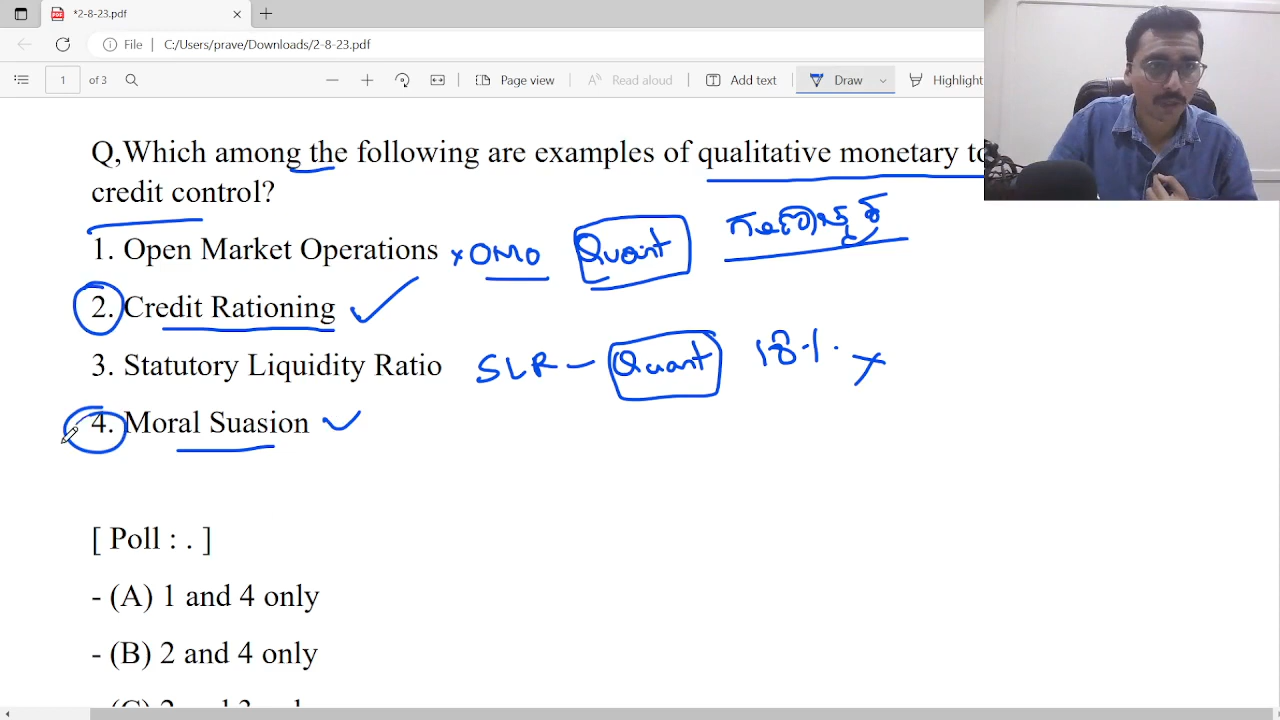 *2-8-23.pdf
File C:/Users/prave/Downloads/2-8-23.pdf
1 of 3 Page view Read aloud Add text Draw Highlight
Q,Which among the following are examples of qualitative monetary
credit control?
1. Open Market Operations × OMO Quant
2. Credit Rationing
3. Statutory Liquidity Ratio SLR - Quant 18%
4. Moral Suasion
[ Poll : . ]
- (A) 1 and 4 only
- (B) 2 and 4 only